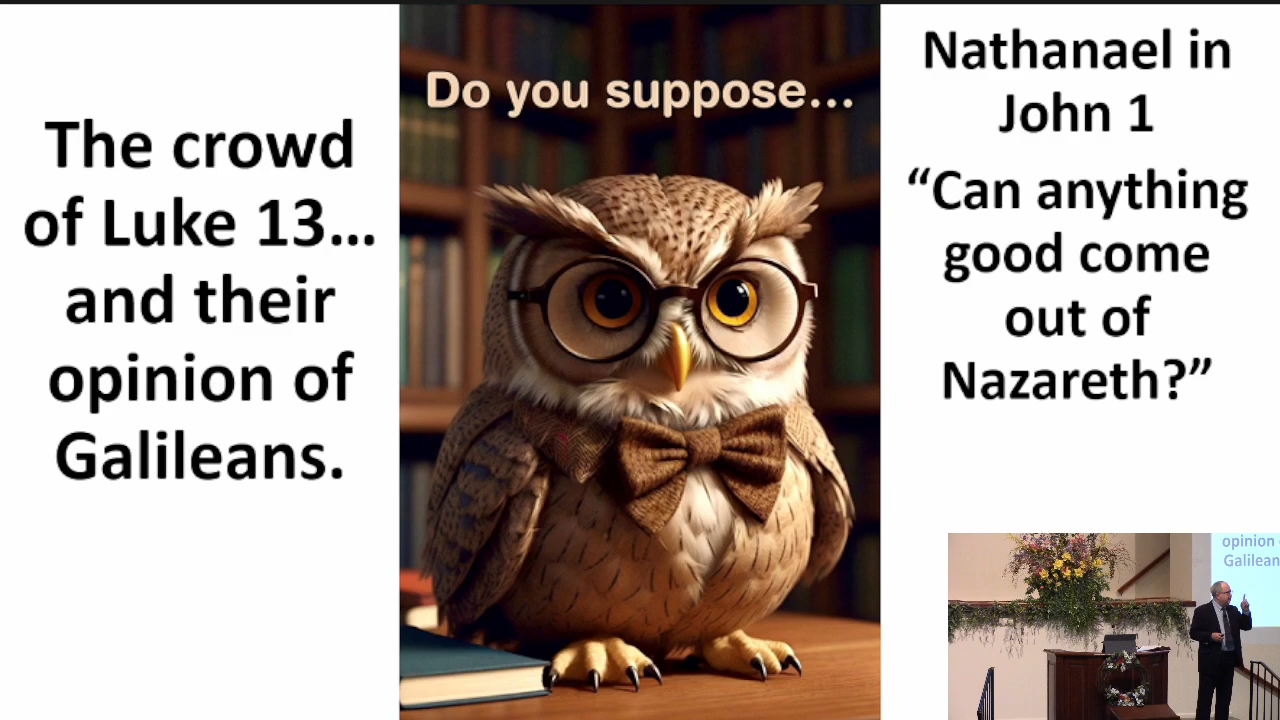 The crowd
of Luke 13...
and their
opinion of
Galileans.
Do you suppose...
Nathanael in
John 1
“Can anything
good come
out of
Nazareth?”
opinion
Galilean